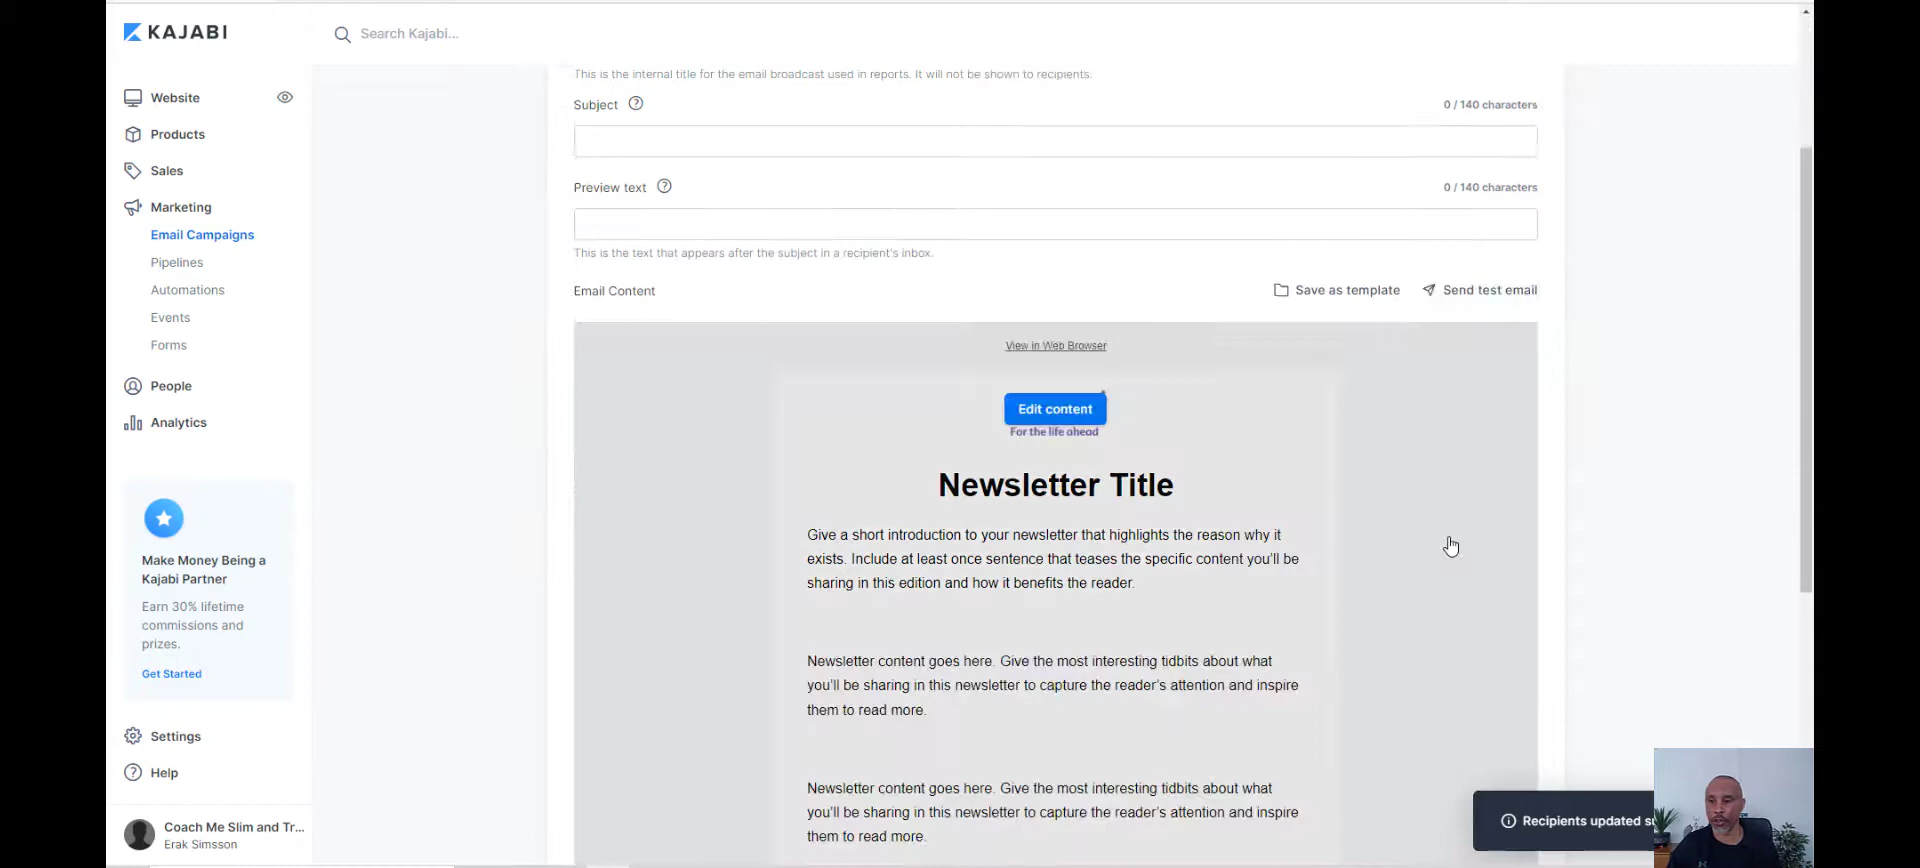 KAJABI
Search Kajabi...
Website
Products
Sales
Marketing
Email Campaigns
Pipelines
Automations
Events
Forms
People
Analytics
Make Money Being a
Kajabi Partner
Earn 30% lifetime
commissions and
prizes.
Get Started
Settings
Help
Coach Me Slim and Tr...
Erak Simsson
This is the internal title for the email broadcast used in reports. It will not be shown to recipients.
Subject
0 / 140 characters
Preview text
0 / 140 characters
This is the text that appears after the subject in a recipient's inbox.
Email Content
Save as template
Send test email
View in Web Browser
Edit content
For the life ahead
Newsletter Title
Give a short introduction to your newsletter that highlights the reason why it
exists. Include at least once sentence that teases the specific content you'll be
sharing in this edition and how it benefits the reader.
Newsletter content goes here. Give the most interesting tidbits about what
you'll be sharing in this newsletter to capture the reader's attention and inspire
them to read more.
Newsletter content goes here. Give the most interesting tidbits about what
you'll be sharing in this newsletter to capture the reader's attention and inspire
them to read more.
Recipients updated